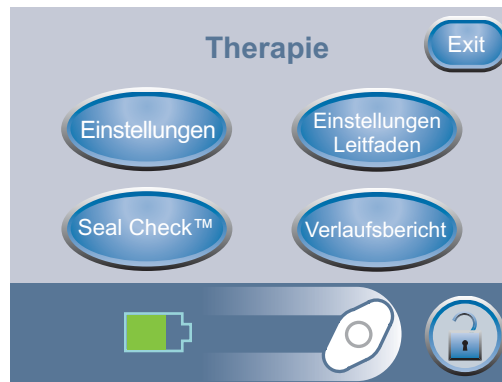 Therapie
Exit
Einstellungen
Einstellungen
Leitfaden
Seal Check™
Verlaufsbericht